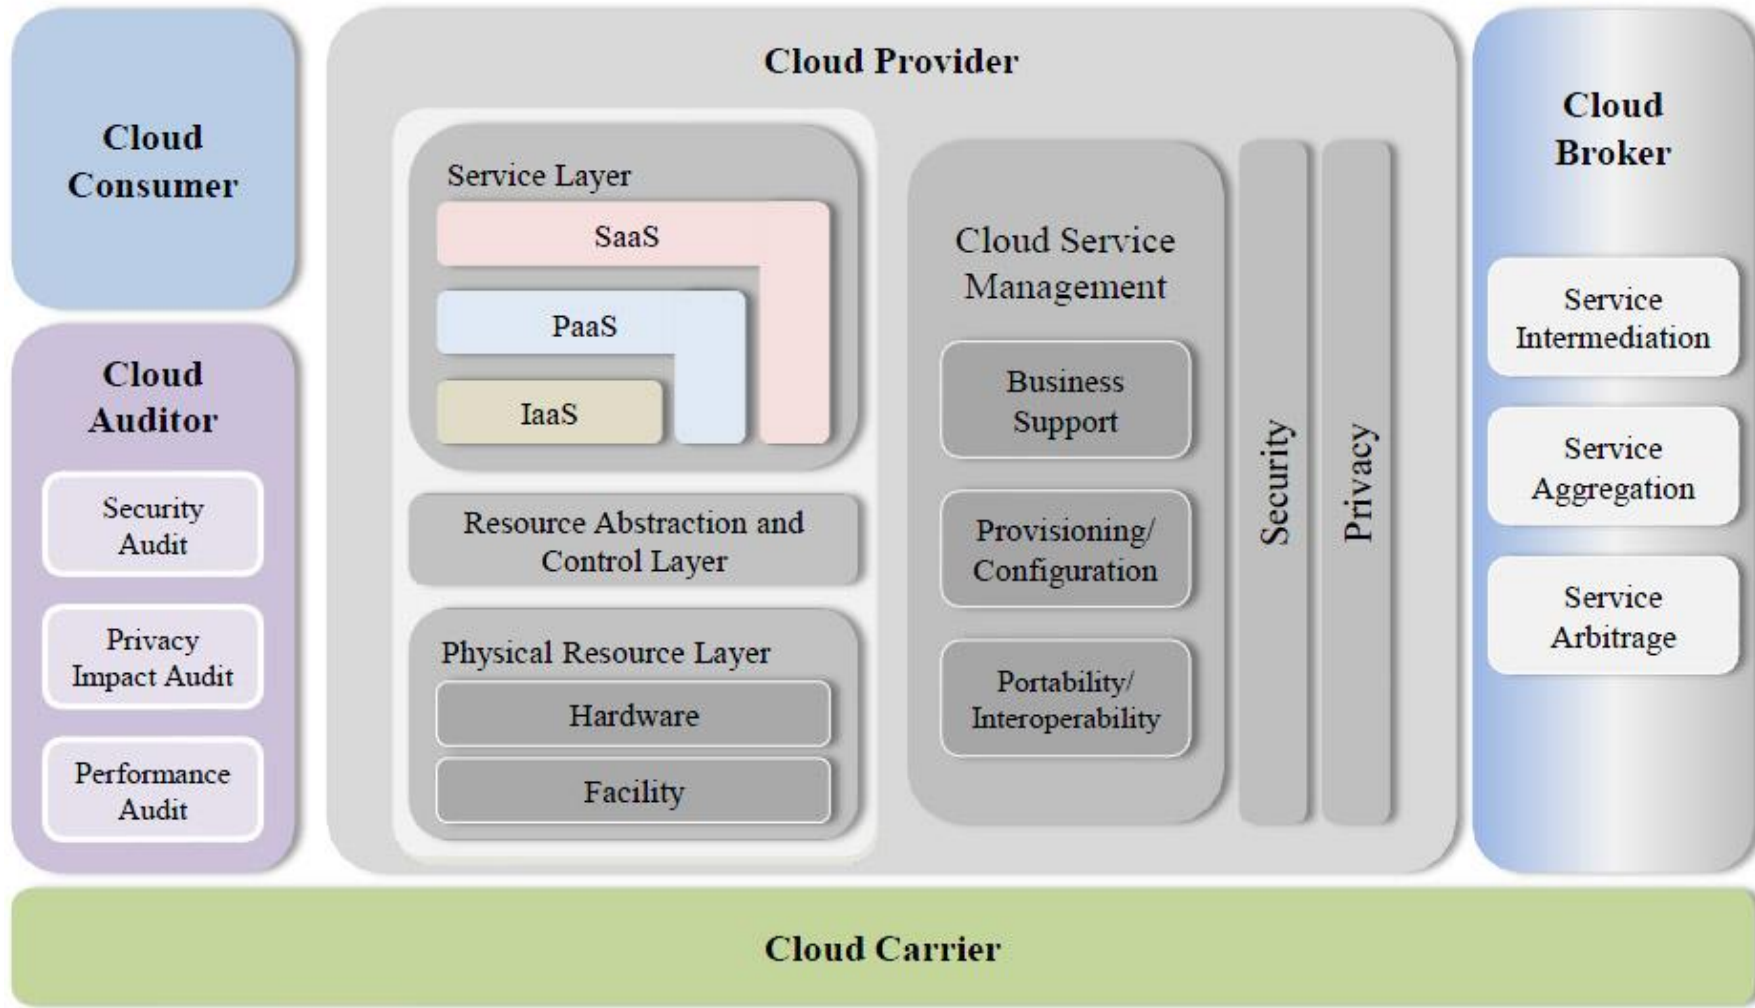 Cloud
Consumer
Cloud
Auditor
Security
Audit
Privacy
Impact Audit
Performance
Audit
Cloud Provider
Service Layer
SaaS
PaaS
IaaS
Resource Abstraction and
Control Layer
Physical Resource Layer
Hardware
Facility
Cloud Service
Management
Business
Support
Provisioning/
Configuration
Portability/
Interoperability
Security
Privacy
Cloud
Broker
Service
Intermediation
Service
Aggregation
Service
Arbitrage
Cloud Carrier